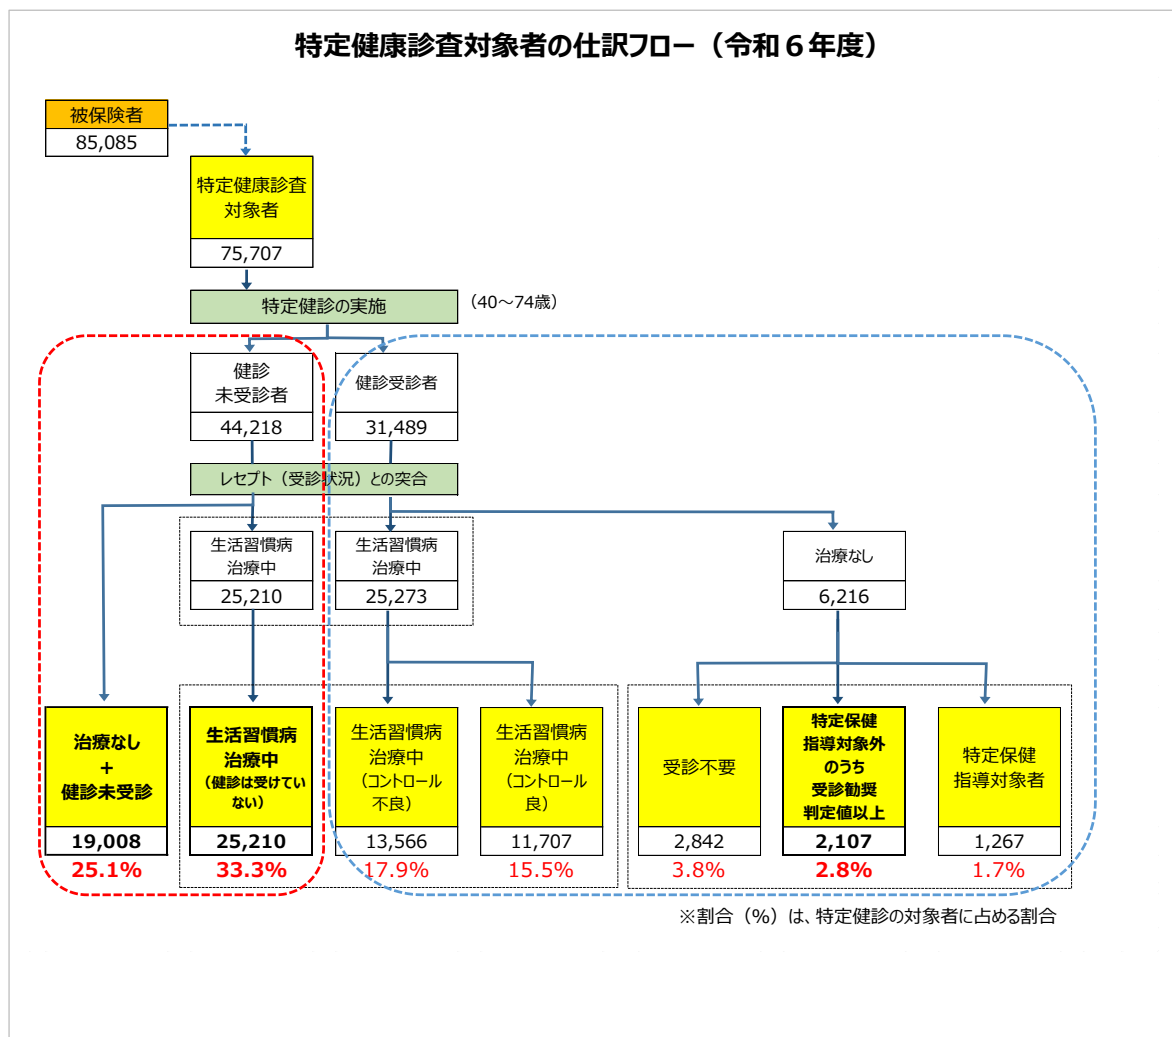 特定健康診査対象者の仕訳フロー（令和６年度）
被保険者
85,085
特定健康診査
対象者
75,707
特定健診の実施
（40～74歳）
健診
未受診者
44,218
健診受診者
31,489
レセプト（受診状況）との突合
生活習慣病
治療中
25,210
生活習慣病
治療中
25,273
治療なし
6,216
治療なし
+
健診未受診
19,008
25.1%
生活習慣病
治療中
(健診は受けてい
ない)
25,210
33.3%
生活習慣病
治療中
（コントロール
不良）
13,566
17.9%
生活習慣病
治療中
（コントロール
良）
11,707
15.5%
受診不要
2,842
3.8%
特定保健
指導対象外
のうち
受診勧奨
判定値以上
2,107
2.8%
特定保健
指導対象者
1,267
1.7%
※割合（%）は、特定健診の対象者に占める割合